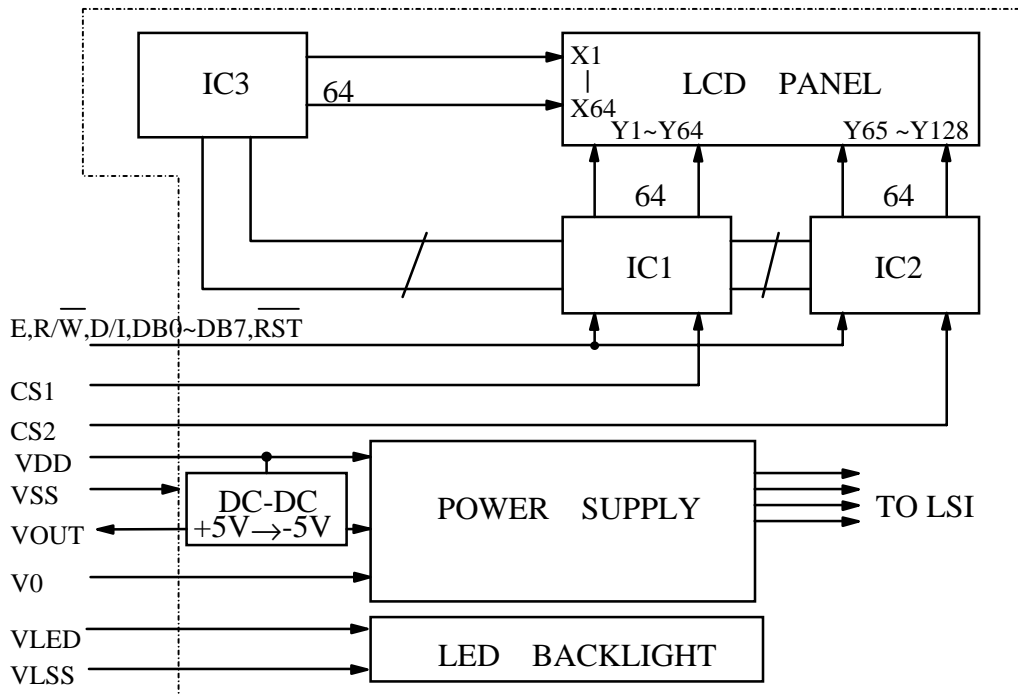 IC3
64
X1
|
X64
LCD PANEL
Y1~Y64
Y65 ~Y128
64
64
IC1
IC2
E,R/W̅,D/I,DB0~DB7,R̅S̅T̅
CS1
CS2
VDD
VSS
VOUT
V0
DC-DC
+5V→-5V
POWER SUPPLY
TO LSI
VLED
VLSS
LED BACKLIGHT